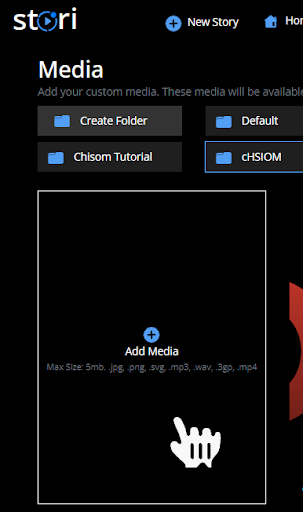 stori
New Story
Hor
Media
Add your custom media. These media will be available
Create Folder
Default
Chisom Tutorial
cHSIOM
Add Media
Max Size: 5mb. .jpg, .png, .svg, .mp3, .wav, .3gp, .mp4